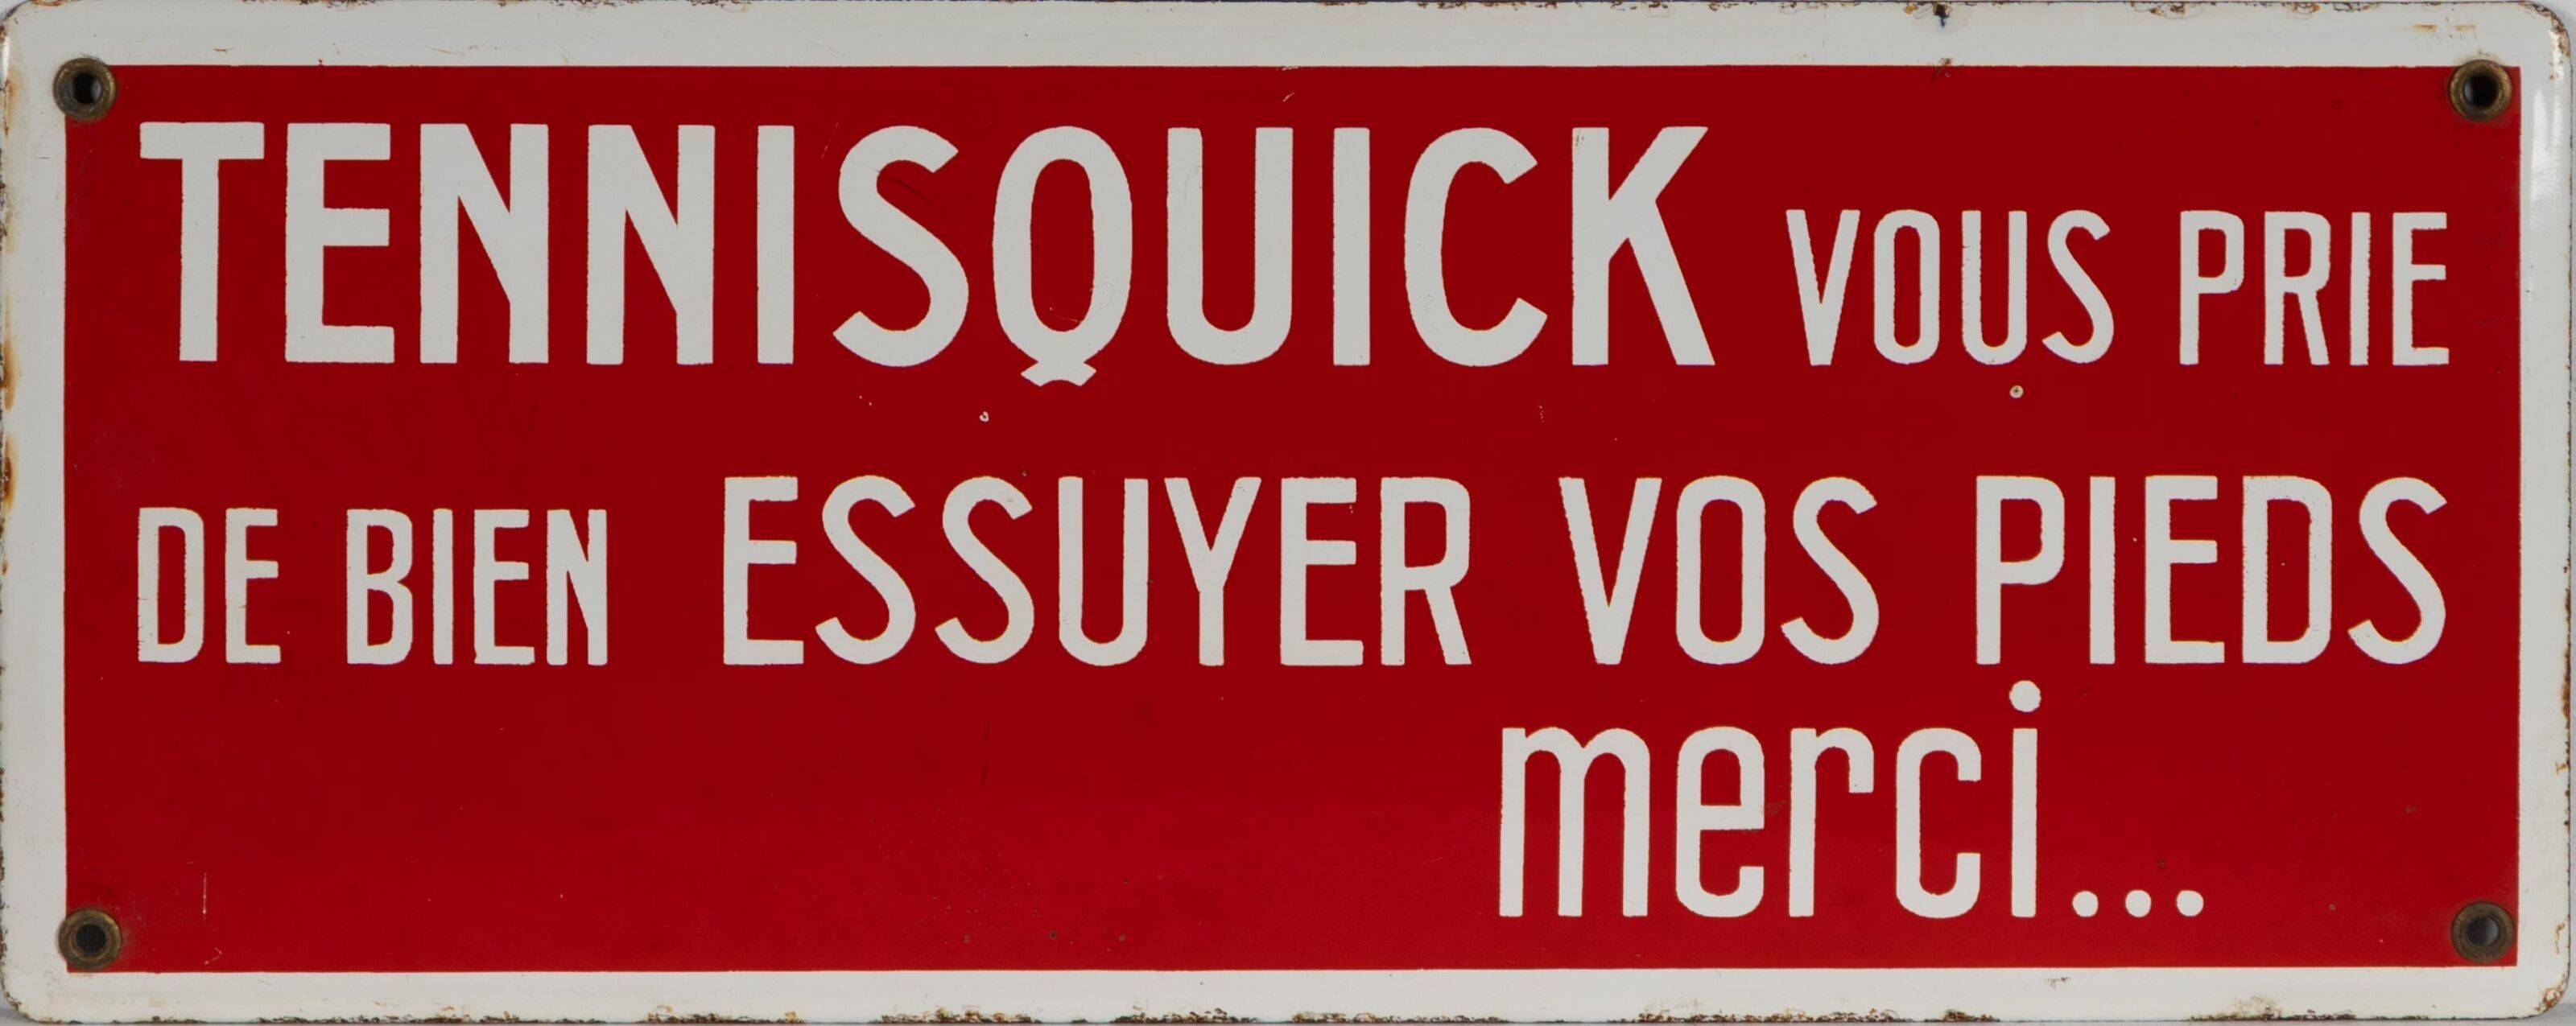 TENNISQUICK VOUS PRIE
DE BIEN ESSUYER VOS PIEDS
merci...